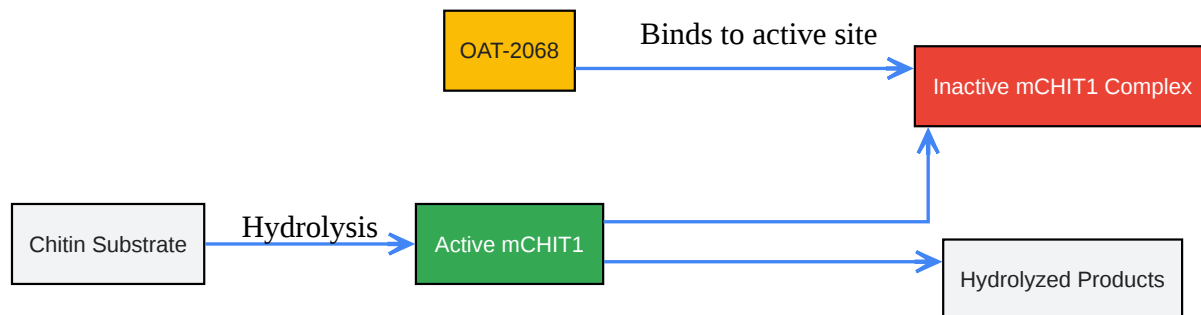 OAT-2068
Binds to active site
Inactive mCHIT1 Complex
Chitin Substrate
Hydrolysis
Active mCHIT1
Hydrolyzed Products